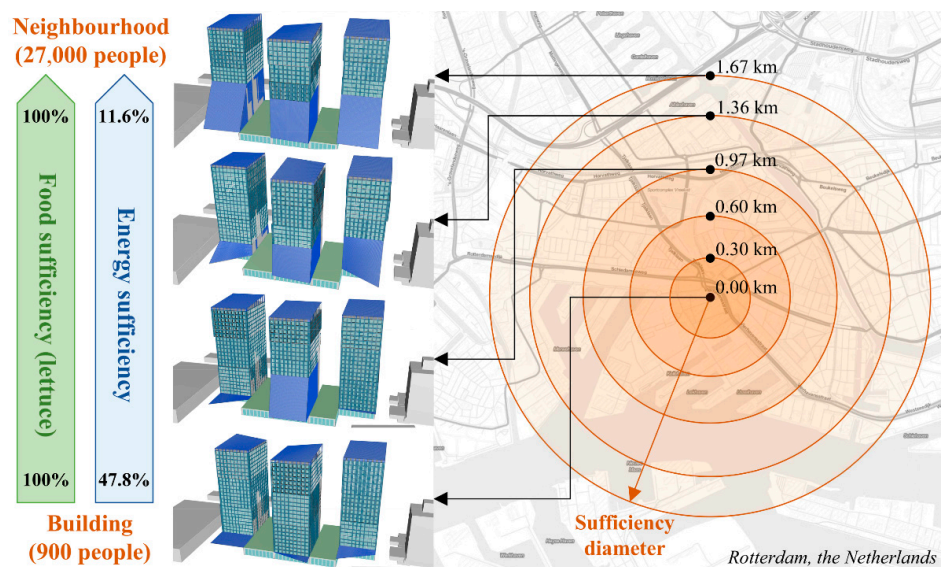 Neighbourhood
(27,000 people)
100%
11.6%
Food sufficiency (lettuce)
Energy sufficiency
100%
47.8%
Building
(900 people)
1.67 km
1.36 km
0.97 km
0.60 km
0.30 km
0.00 km
Sufficiency
diameter
Rotterdam, the Netherlands